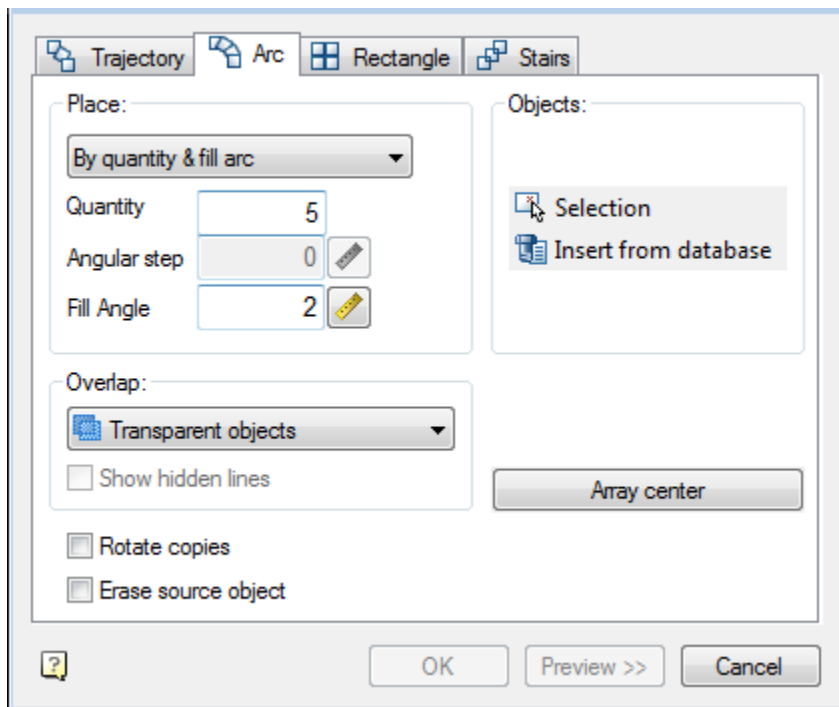 Trajectory Arc Rectangle Stairs
Place:
By quantity & fill arc
Quantity 5
Angular step 0
Fill Angle 2
Objects:
Selection
Insert from database
Overlap:
Transparent objects
Show hidden lines
Array center
Rotate copies
Erase source object
? OK Preview >> Cancel